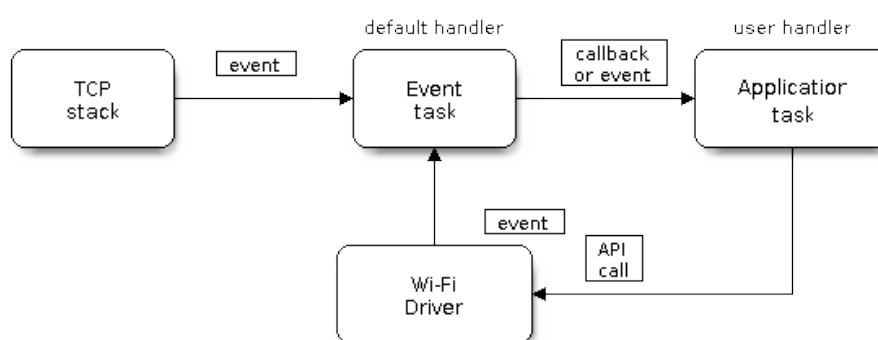 default handler
user handler
event
callback
or event
TCP
stack
Event
task
Application
task
event
API
call
Wi-Fi
Driver